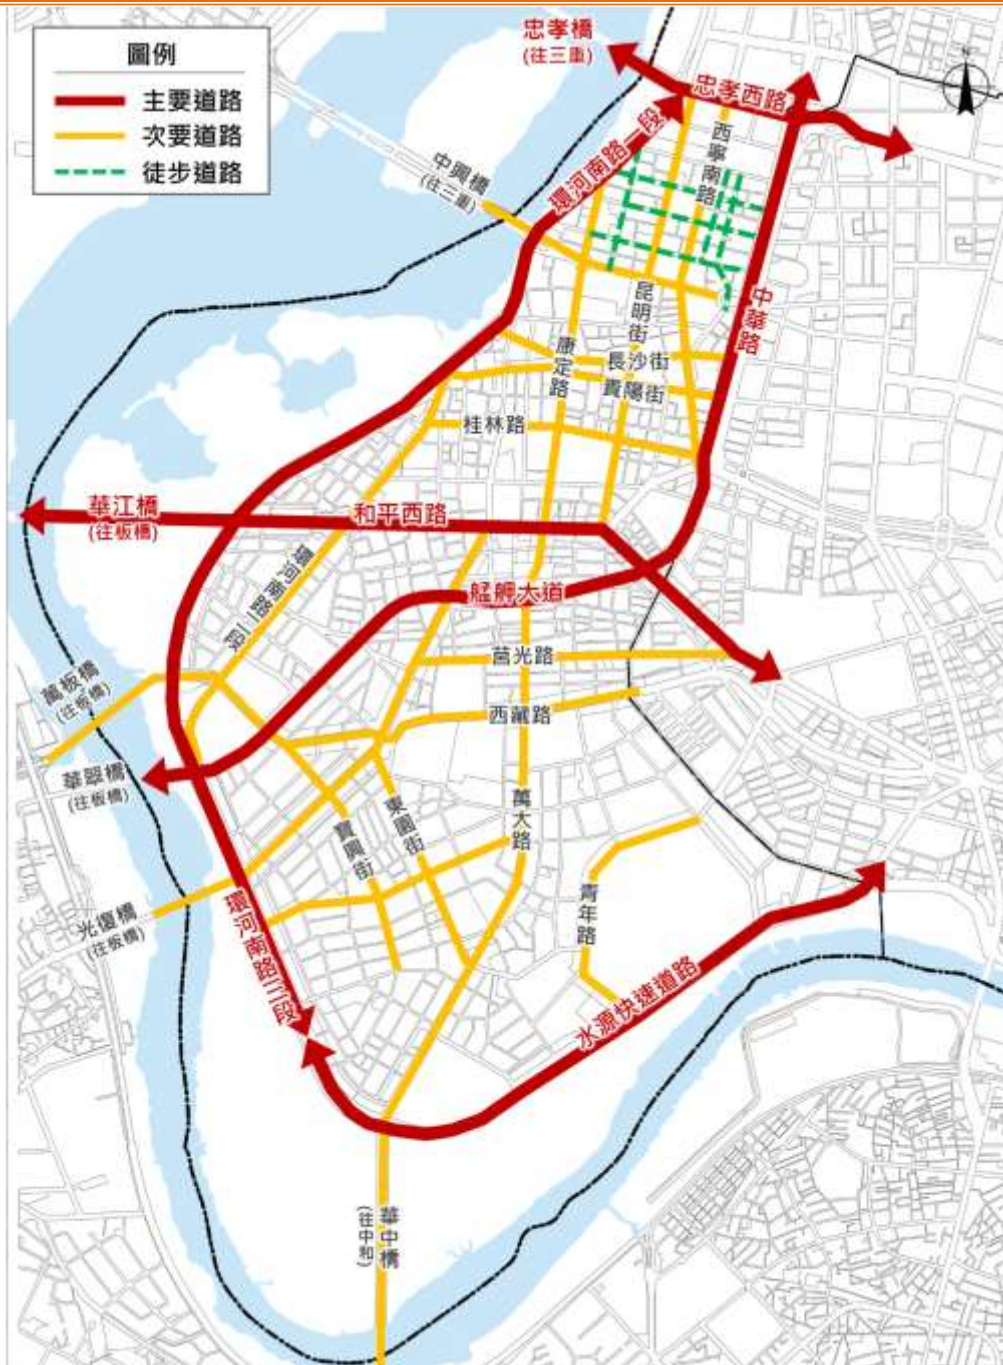 圖例
主要道路
次要道路
徒步道路
忠孝橋
(往三重)
忠孝西路
西寧南路
中興橋
(往三重)
環河南路一段
中華路
昆明街
康定路
長沙街
貴陽街
桂林路
華江橋
(往板橋)
和平西路
環河南路二段
艋舺大道
莒光路
萬板橋
(往板橋)
西藏路
華翠橋
(往板橋)
萬大路
東園街
寶興街
青年路
光復橋
(往板橋)
環河南路三段
水源快速道路
華中橋
(往中和)